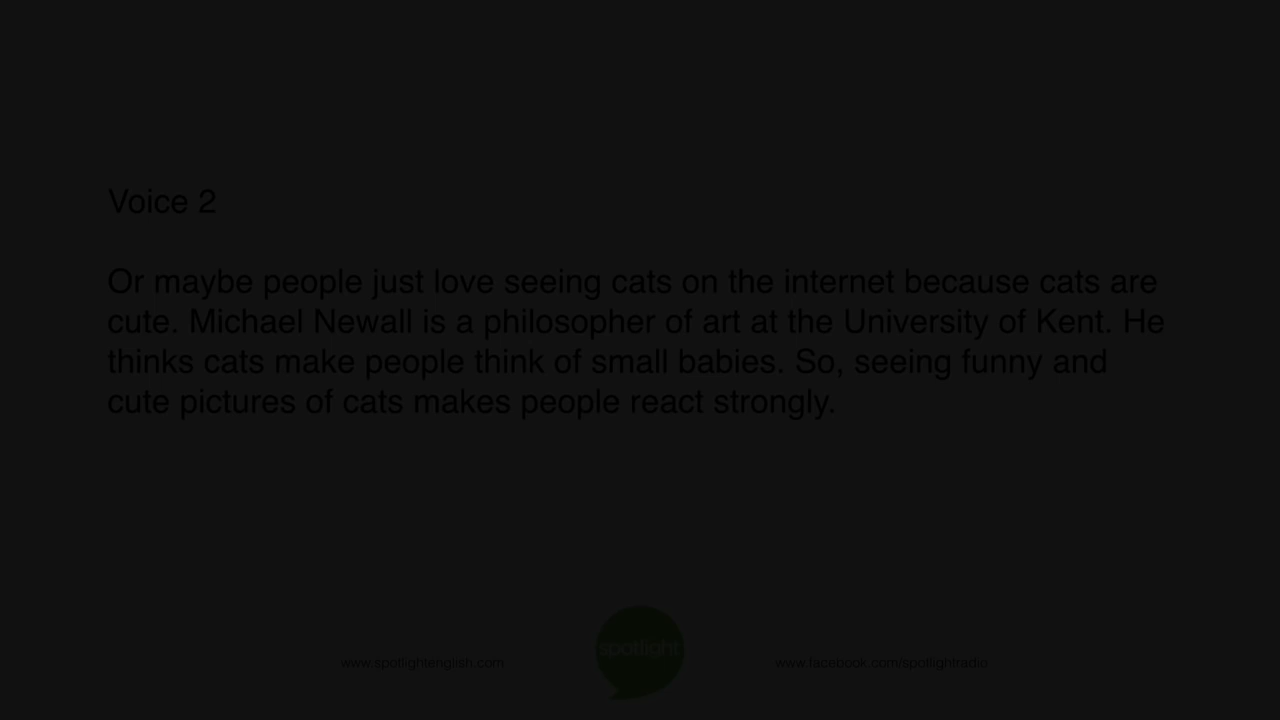 Voice 2
Or maybe people just love seeing cats on the internet because cats are
cute. Michael Newall is a philosopher of art at the University of Kent. He
thinks cats make people think of small babies. So, seeing funny and
cute pictures of cats makes people react strongly.
spotlight
www.spotlightenglish.com
www.facebook.com/spotlightradio